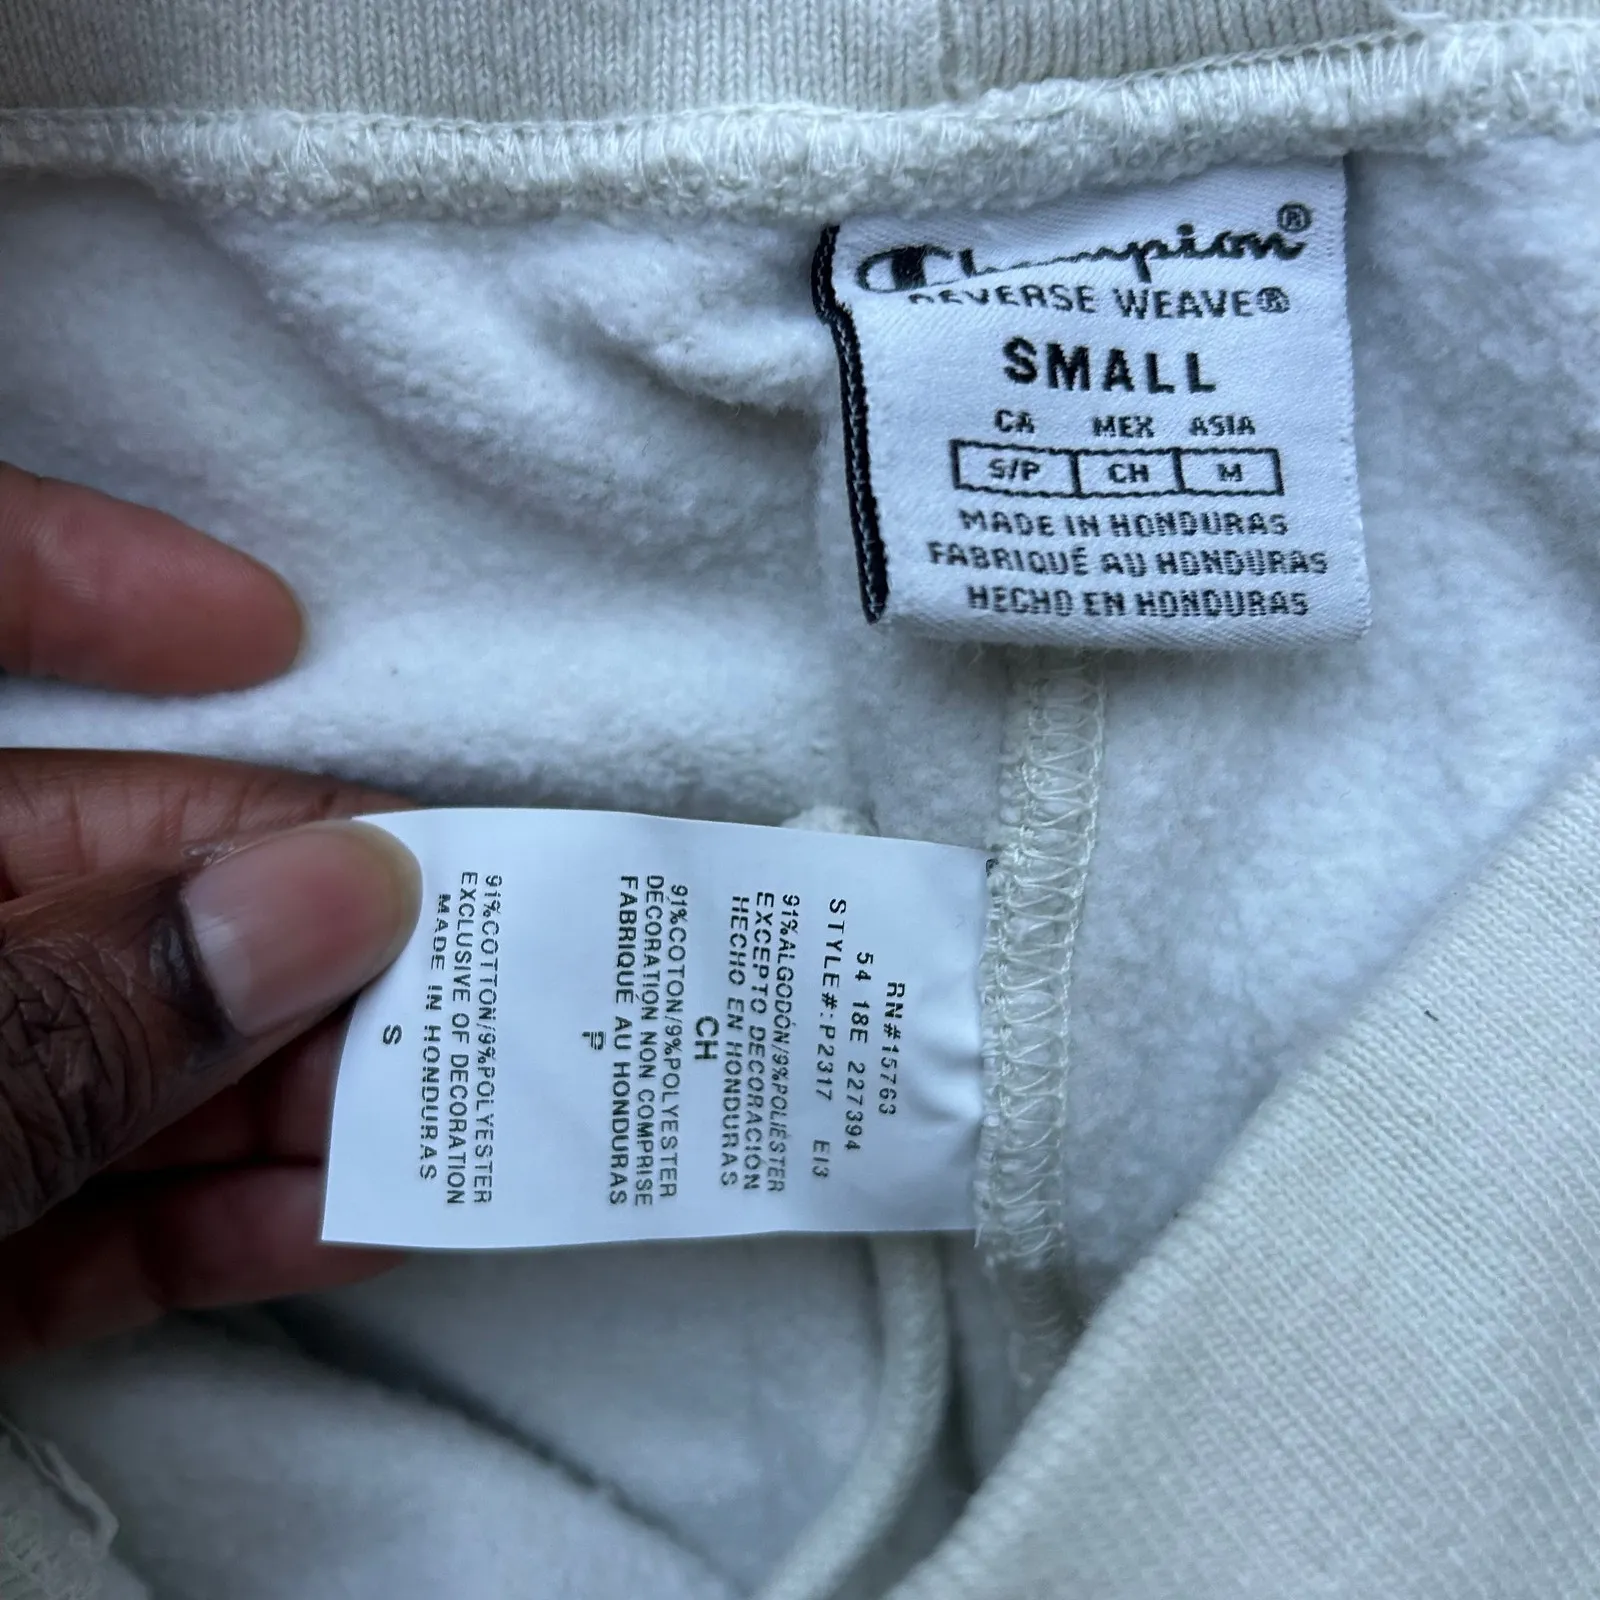 Champion®
REVERSE WEAVE®
SMALL
CA MEX ASIA
S/P CH M
MADE IN HONDURAS
FABRIQUÉ AU HONDURAS
HECHO EN HONDURAS
RN#15763
54 18E 227394
STYLE#:P2317 E13
91%ALGODÓN/9%POLIÉSTER
EXCEPTO DECORACIÓN
HECHO EN HONDURAS
CH
91%COTON/9%POLYESTER
DECORATION NON COMPRISE
FABRIQUÉ AU HONDURAS
P
91%COTTON/9%POLYESTER
EXCLUSIVE OF DECORATION
MADE IN HONDURAS
S